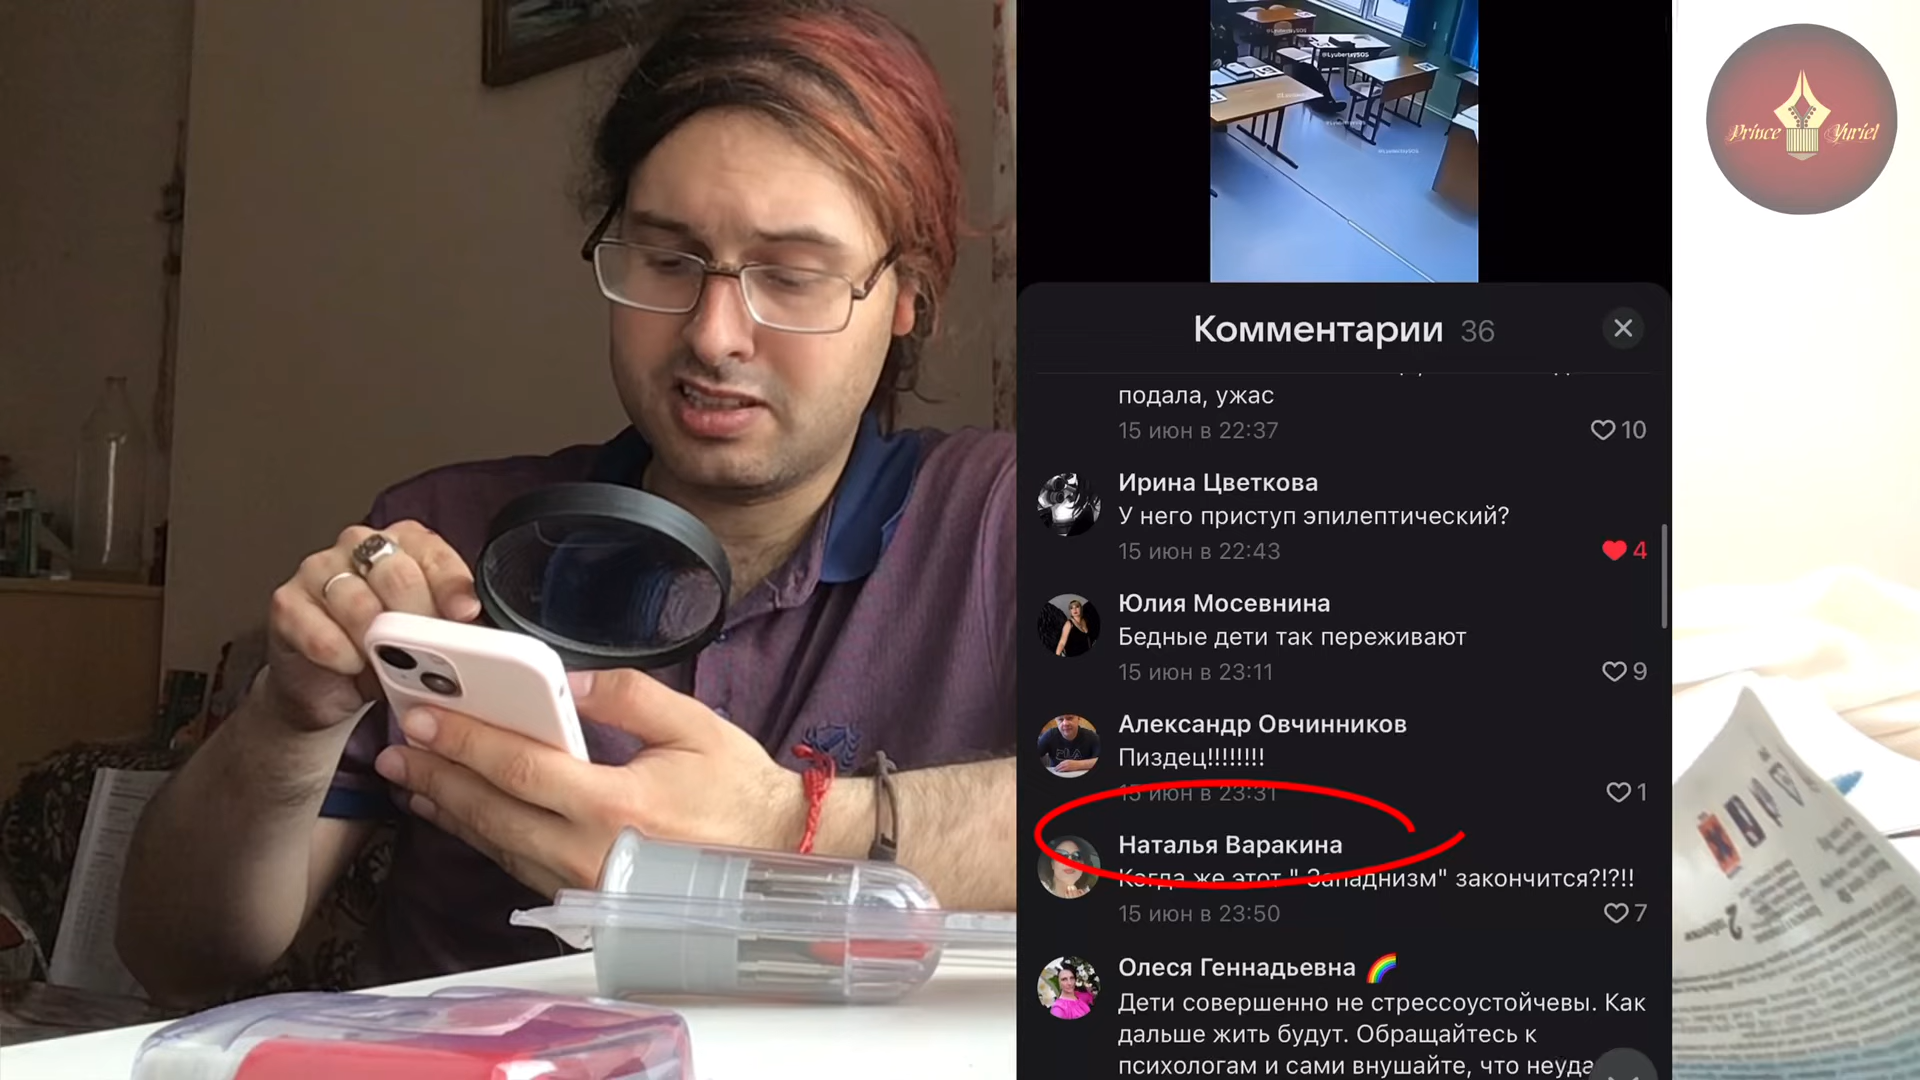 @LyubertsySOS
@LyubertsySOS
@LyubertsySOS
Prince Yuriel
Комментарии 36
подала, ужас
15 июн в 22:37
10
Ирина Цветкова
У него приступ эпилептический?
15 июн в 22:43
4
Юлия Мосевнина
Бедные дети так переживают
15 июн в 23:11
9
Александр Овчинников
Пиздец!!!!!!!!
15 июн в 23:31
1
Наталья Варакина
Когда же этот " Западнизм" закончится?!?!!
15 июн в 23:50
7
Олеся Геннадьевна 🌈
Дети совершенно не стрессоустойчевы. Как
дальше жить будут. Обращайтесь к
психологам и сами внушайте, что неуда